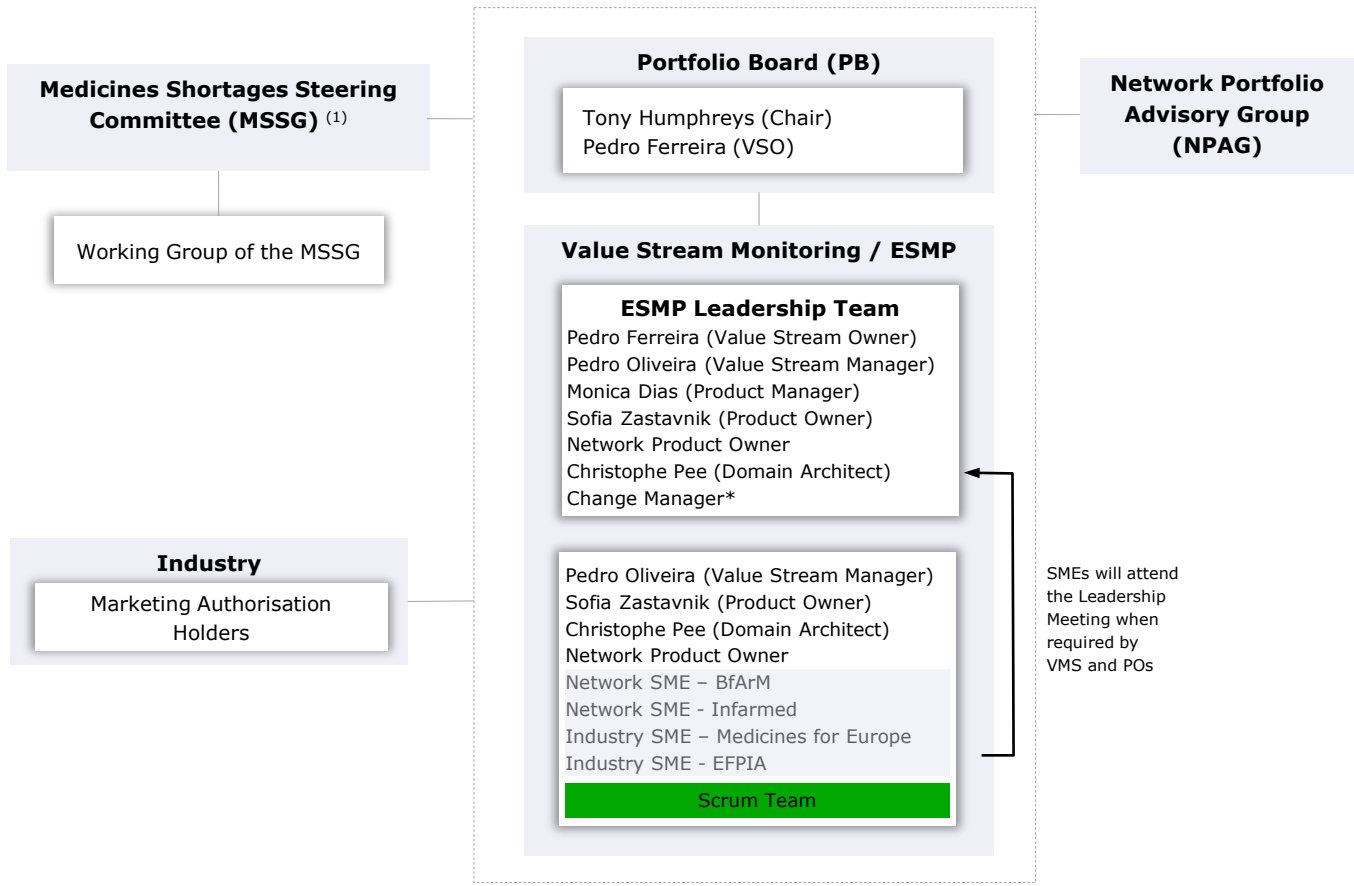 Portfolio Board (PB)
Tony Humphreys (Chair)
Pedro Ferreira (VSO)
Medicines Shortages Steering
Committee (MSSG) (1)
Working Group of the MSSG
Network Portfolio
Advisory Group
(NPAG)
Value Stream Monitoring / ESMP
ESMP Leadership Team
Pedro Ferreira (Value Stream Owner)
Pedro Oliveira (Value Stream Manager)
Monica Dias (Product Manager)
Sofia Zastavnik (Product Owner)
Network Product Owner
Christophe Pee (Domain Architect)
Change Manager*
Industry
Marketing Authorisation
Holders
Pedro Oliveira (Value Stream Manager)
Sofia Zastavnik (Product Owner)
Christophe Pee (Domain Architect)
Network Product Owner
Network SME – BfArM
Network SME - Infarmed
Industry SME – Medicines for Europe
Industry SME - EFPIA
Scrum Team
SMEs will attend
the Leadership
Meeting when
required by
VMS and POs